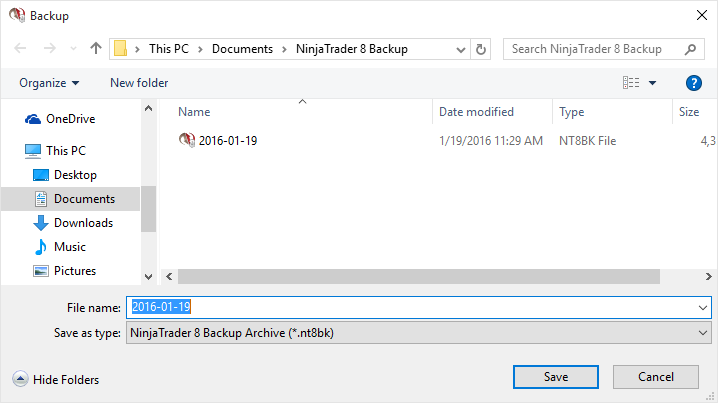 Backup
This PC > Documents > NinjaTrader 8 Backup
Search NinjaTrader 8 Backup
Organize
New folder
?
Name
Date modified
Type
Size
OneDrive
This PC
Desktop
Documents
Downloads
Music
Pictures
2016-01-19
1/19/2016 11:29 AM
NT8BK File
4,3
File name:
2016-01-19
Save as type:
NinjaTrader 8 Backup Archive (*.nt8bk)
Hide Folders
Save
Cancel